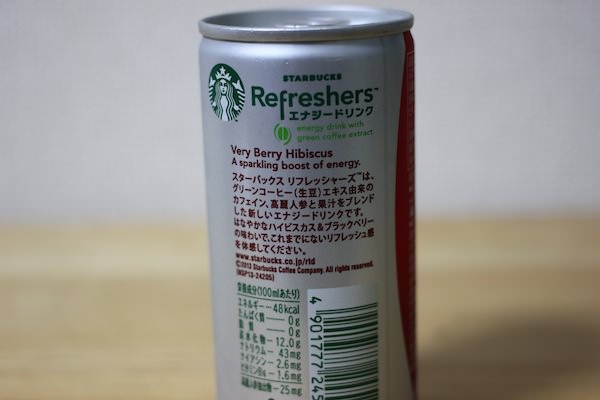 STARBUCKS
Refreshers™
エナジードリンク
energy drink with
green coffee extract
Very Berry Hibiscus
A sparkling boost of energy.
スターバックス リフレッシャーズ™は、
グリーンコーヒー(生豆)エキス由来の
カフェイン、高麗人参と果汁をブレンド
した新しいエナジードリンクです。
はなやかなハイビスカス&ブラックベリー
の味わいで、これまでにないリフレッシュ感
を体感してください。
www.starbucks.co.jp/rtd
©2013 Starbucks Coffee Company. All rights reserved.
(HSP13-24205)
栄養成分(100mlあたり)
エネルギー--48kcal
たんぱく質--0g
脂質--0g
炭水化物--12.0g
ナトリウム--43mg
ナイアシン--2.6mg
ビタミンB6--1.6mg
--25mg
4 901777 245